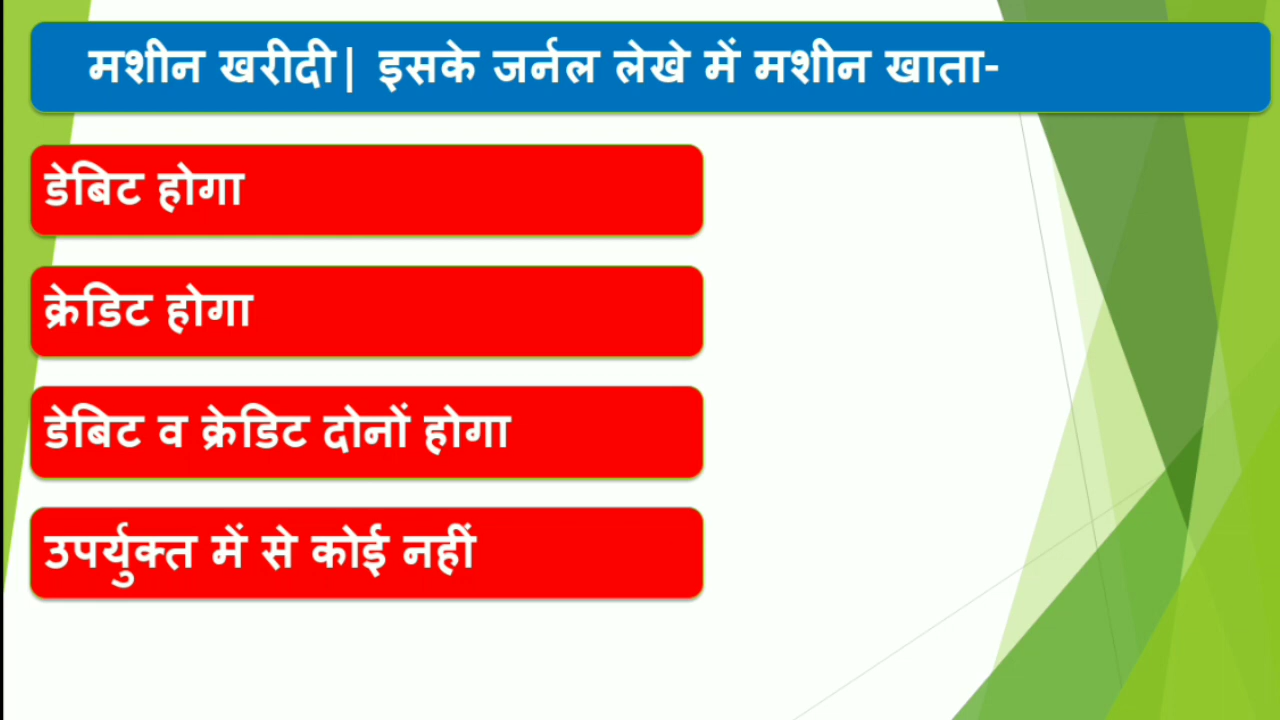 मशीन खरीदी| इसके जर्नल लेखे में मशीन खाता-
डेबिट होगा
क्रेडिट होगा
डेबिट व क्रेडिट दोनों होगा
उपर्युक्त में से कोई नहीं